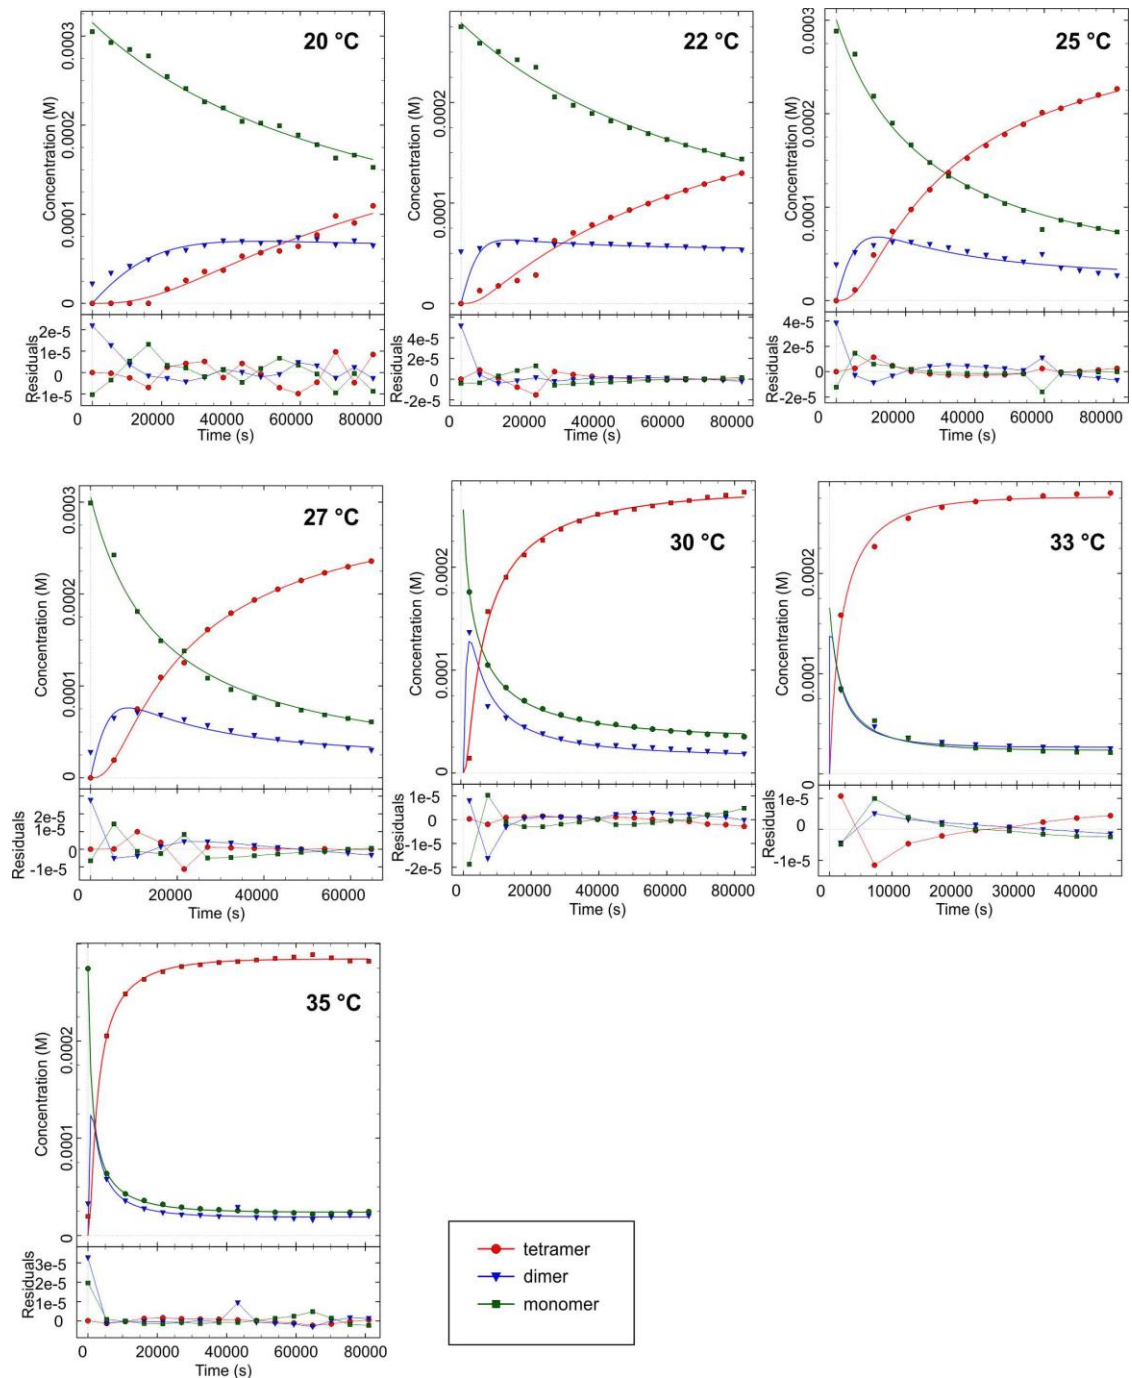 20 °C
Concentration (M)
0.0003
0.0002
0.0001
0
Residuals
2e-5
1e-5
0
-1e-5
0 20000 40000 60000 80000
Time (s)
22 °C
Concentration (M)
0.0002
0.0001
0
Residuals
4e-5
2e-5
0
-2e-5
0 20000 40000 60000 80000
Time (s)
25 °C
Concentration (M)
0.0003
0.0002
0.0001
0
Residuals
4e-5
2e-5
0
-2e-5
0 20000 40000 60000 80000
Time (s)
27 °C
Concentration (M)
0.0003
0.0002
0.0001
0
Residuals
2e-5
1e-5
0
-1e-5
0 20000 40000 60000
Time (s)
30 °C
Concentration (M)
0.0002
0.0001
0
Residuals
1e-5
0
-1e-5
-2e-5
0 20000 40000 60000 80000
Time (s)
33 °C
Concentration (M)
0.0002
0.0001
0
Residuals
1e-5
0
-1e-5
0 10000 20000 30000 40000
Time (s)
35 °C
Concentration (M)
0.0002
0.0001
0
Residuals
3e-5
2e-5
1e-5
0
0 20000 40000 60000 80000
Time (s)
tetramer
dimer
monomer